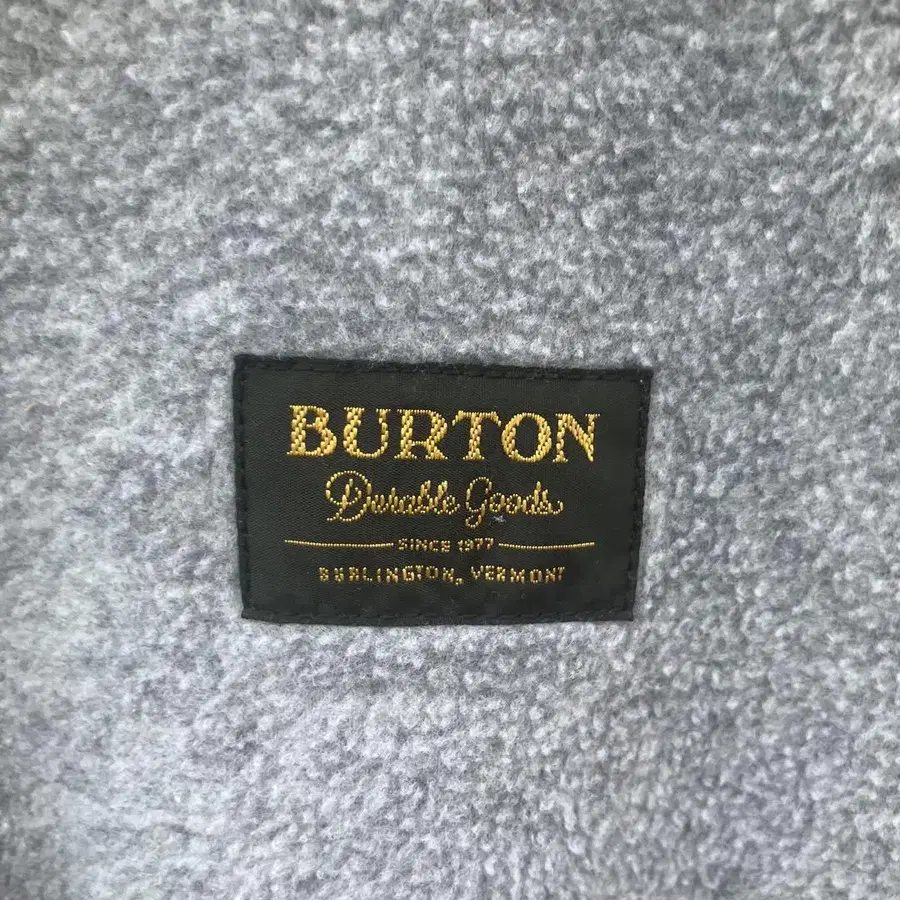 BURTON
Durable Goods
SINCE 1977
BURLINGTON, VERMONT